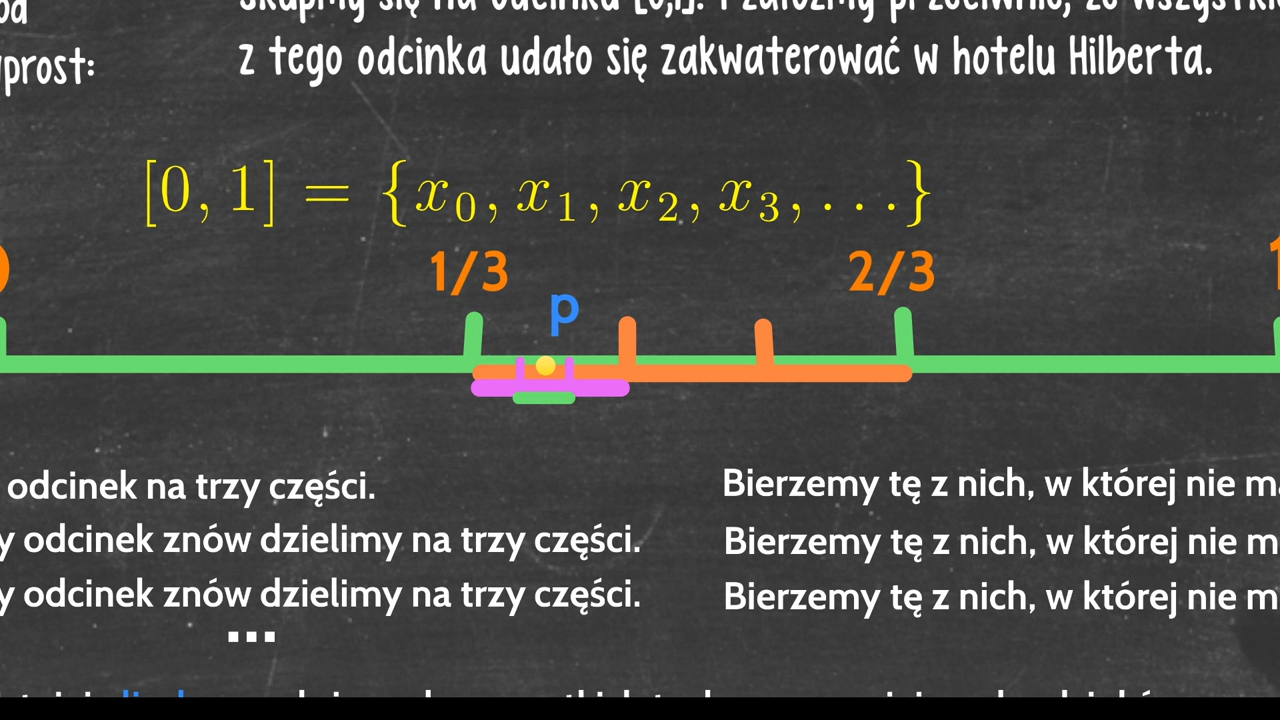 z tego odcinka udało się zakwaterować w hotelu Hilberta.
prost:
[0, 1] = {x₀, x₁, x₂, x₃, . . .}
1/3
2/3
p
odcinek na trzy części.
Bierzemy tę z nich, w której nie m
y odcinek znów dzielimy na trzy części.
Bierzemy tę z nich, w której nie m
y odcinek znów dzielimy na trzy części.
Bierzemy tę z nich, w której nie m
...